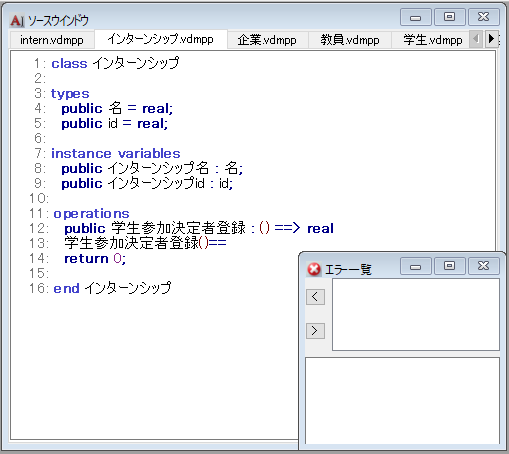 ソースウインドウ
intern.vdmpp インターンシップ.vdmpp 企業.vdmpp 教員.vdmpp 学生.vdmpp
1: class インターンシップ
2:
3: types
4: public 名 = real;
5: public id = real;
6:
7: instance variables
8: public インターンシップ名 : 名;
9: public インターンシップid : id;
10:
11: operations
12: public 学生参加決定者登録 : () ==> real
13: 学生参加決定者登録()==
14: return 0;
15:
16: end インターンシップ
エラー一覧
<
>